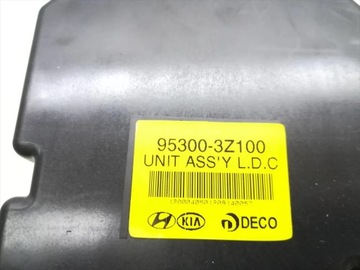 95300-3Z100
UNIT ASS'Y L.D.C
KIA DECO